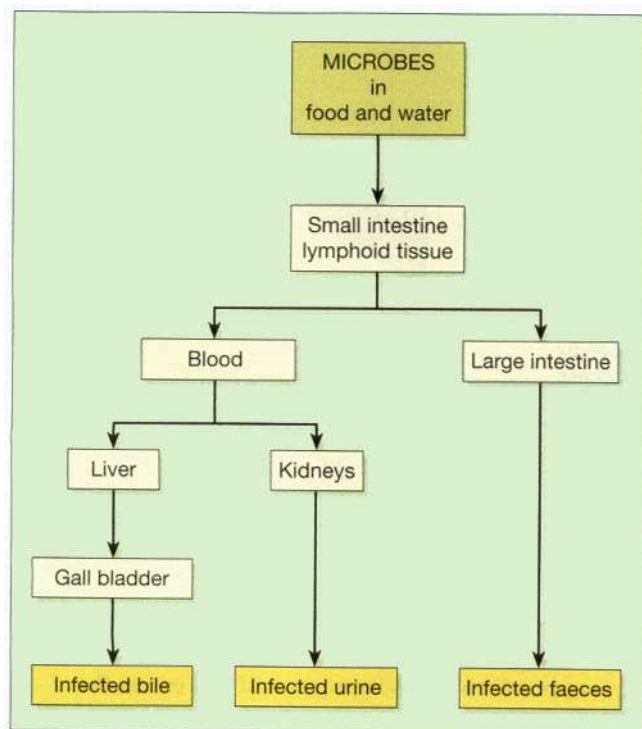 MICROBES
in
food and water
Small intestine
lymphoid tissue
Blood
Large intestine
Liver
Kidneys
Gall bladder
Infected bile
Infected urine
Infected faeces